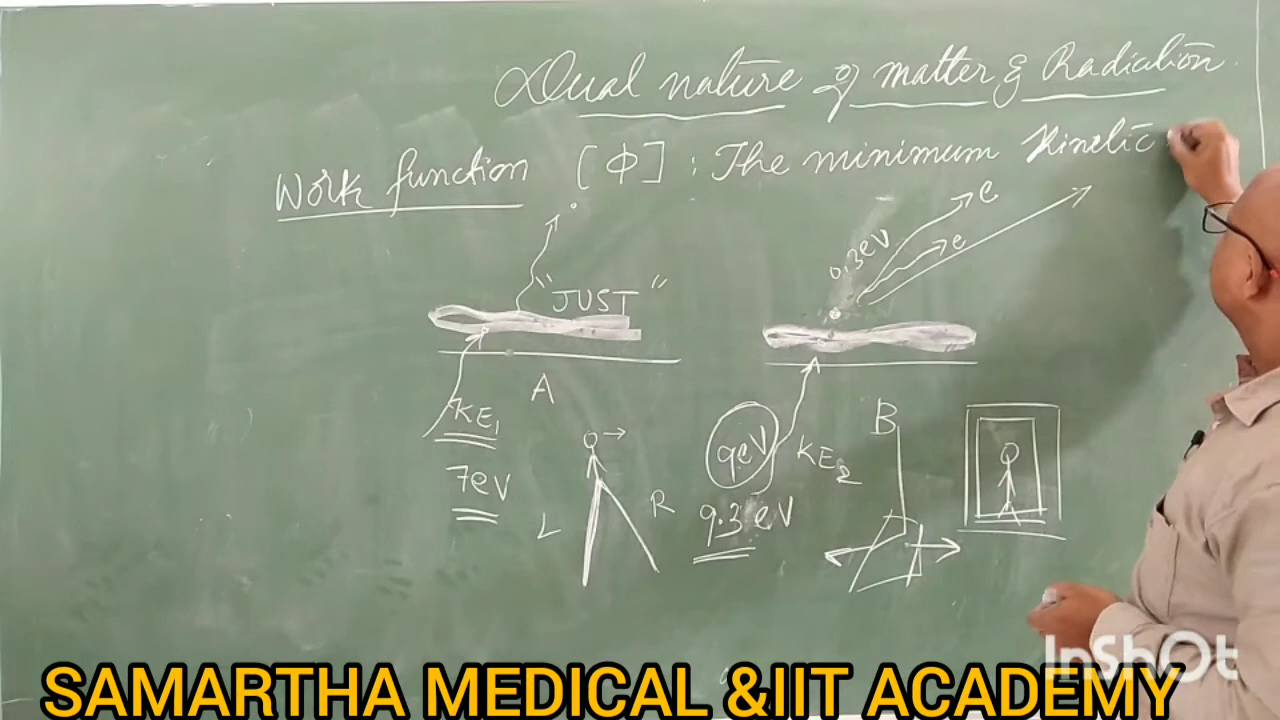 Dual nature of matter & Radiation.
Work function [Φ] : The minimum Kinetic
"JUST"
0.3eV
e
e
A
B
KE1
7eV
L
R
9eV
KE2
9.3 eV
InShOt
SAMARTHA MEDICAL &IIT ACADEMY